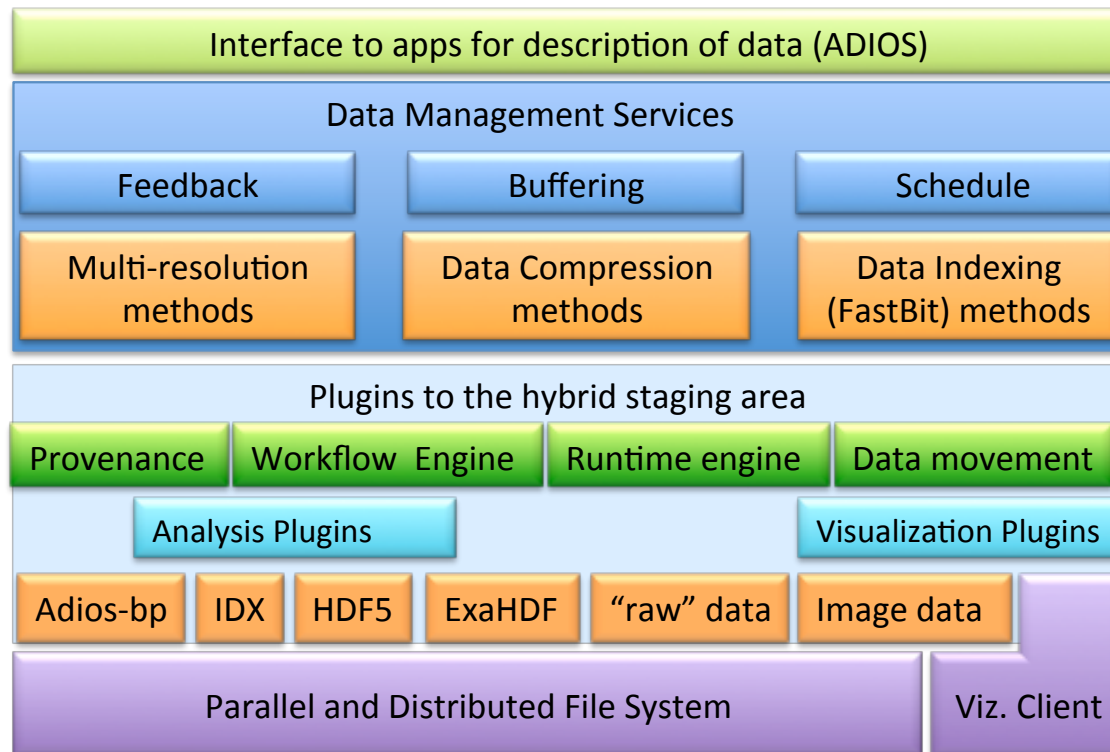 Interface to apps for description of data (ADIOS)
Data Management Services
Feedback
Buffering
Schedule
Multi-resolution
methods
Data Compression
methods
Data Indexing
(FastBit) methods
Plugins to the hybrid staging area
Provenance
Workflow Engine
Runtime engine
Data movement
Analysis Plugins
Visualization Plugins
Adios-bp
IDX
HDF5
ExaHDF
“raw” data
Image data
Parallel and Distributed File System
Viz. Client